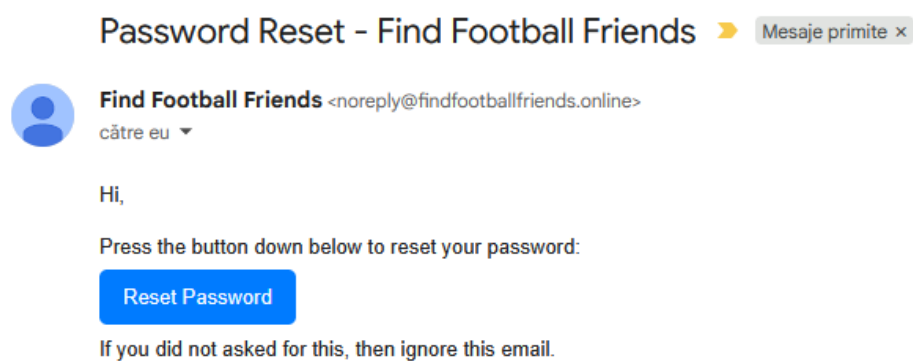 Password Reset - Find Football Friends Mesaje primite ×
Find Football Friends <noreply@findfootballfriends.online>
către eu
Hi,
Press the button down below to reset your password:
Reset Password
If you did not asked for this, then ignore this email.